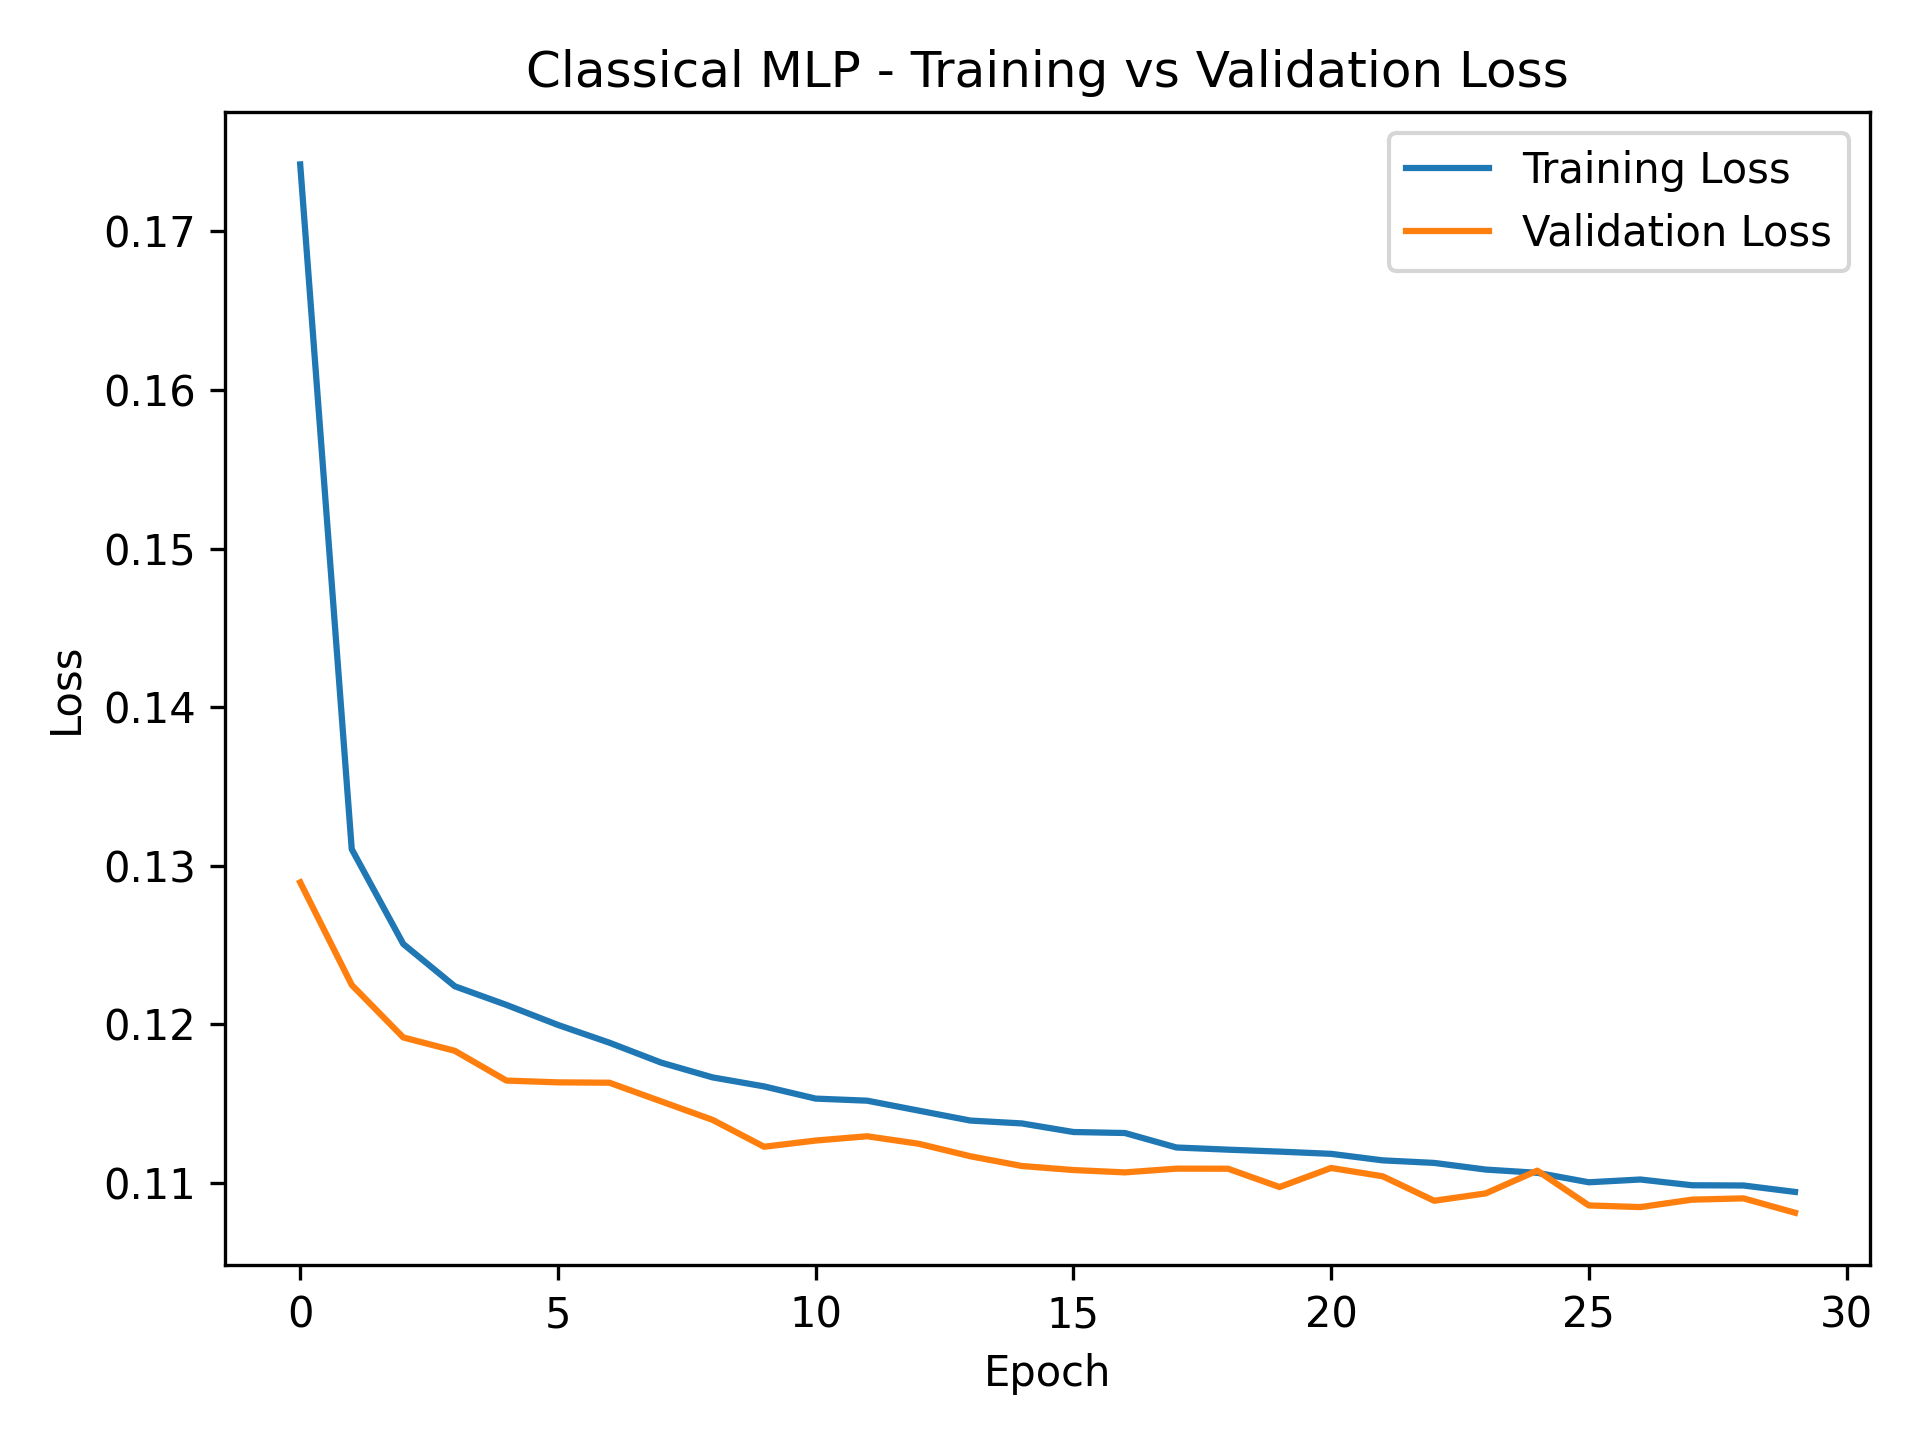 Classical MLP - Training vs Validation Loss
Training Loss
Validation Loss
0.17
0.16
0.15
0.14
0.13
0.12
0.11
Loss
0 5 10 15 20 25 30
Epoch